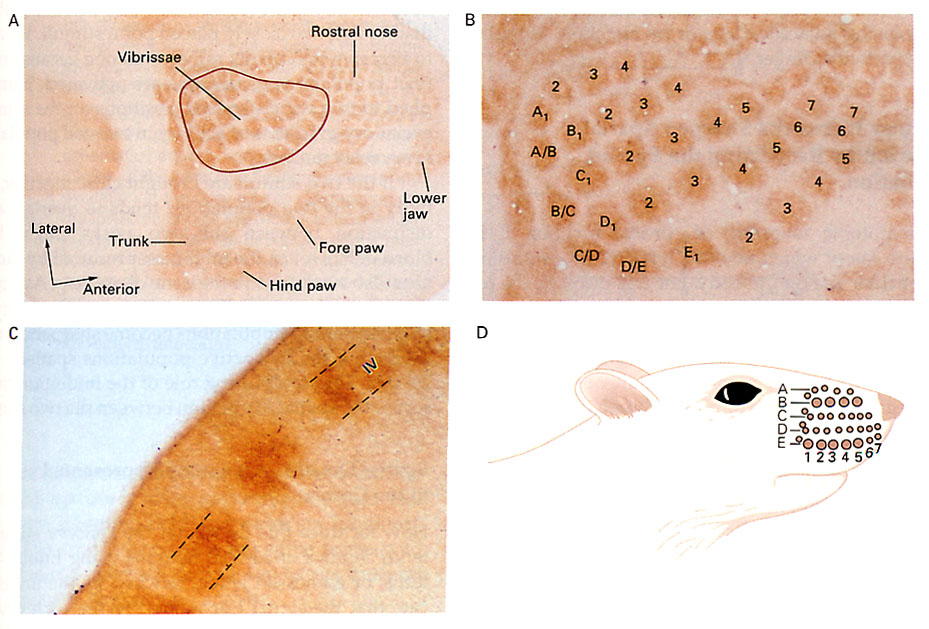 A
Rostral nose
Vibrissae
Lower
jaw
Lateral
Trunk
Fore paw
Anterior
Hind paw
B
2 3 4
A1 B1 2 3 4
A/B C1 2 3 4 5
B/C D1 2 3 4 5 6 7
C/D D/E E1 2 3 4 5 6 7
C
IV
D
A
B
C
D
E
1 2 3 4 5 6 7